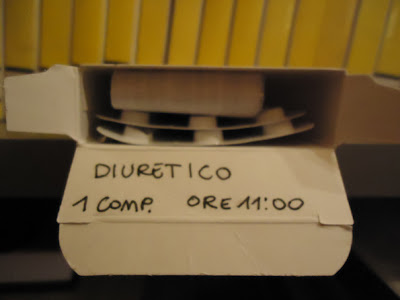 DIURETICO
1 COMP. ORE 11:00